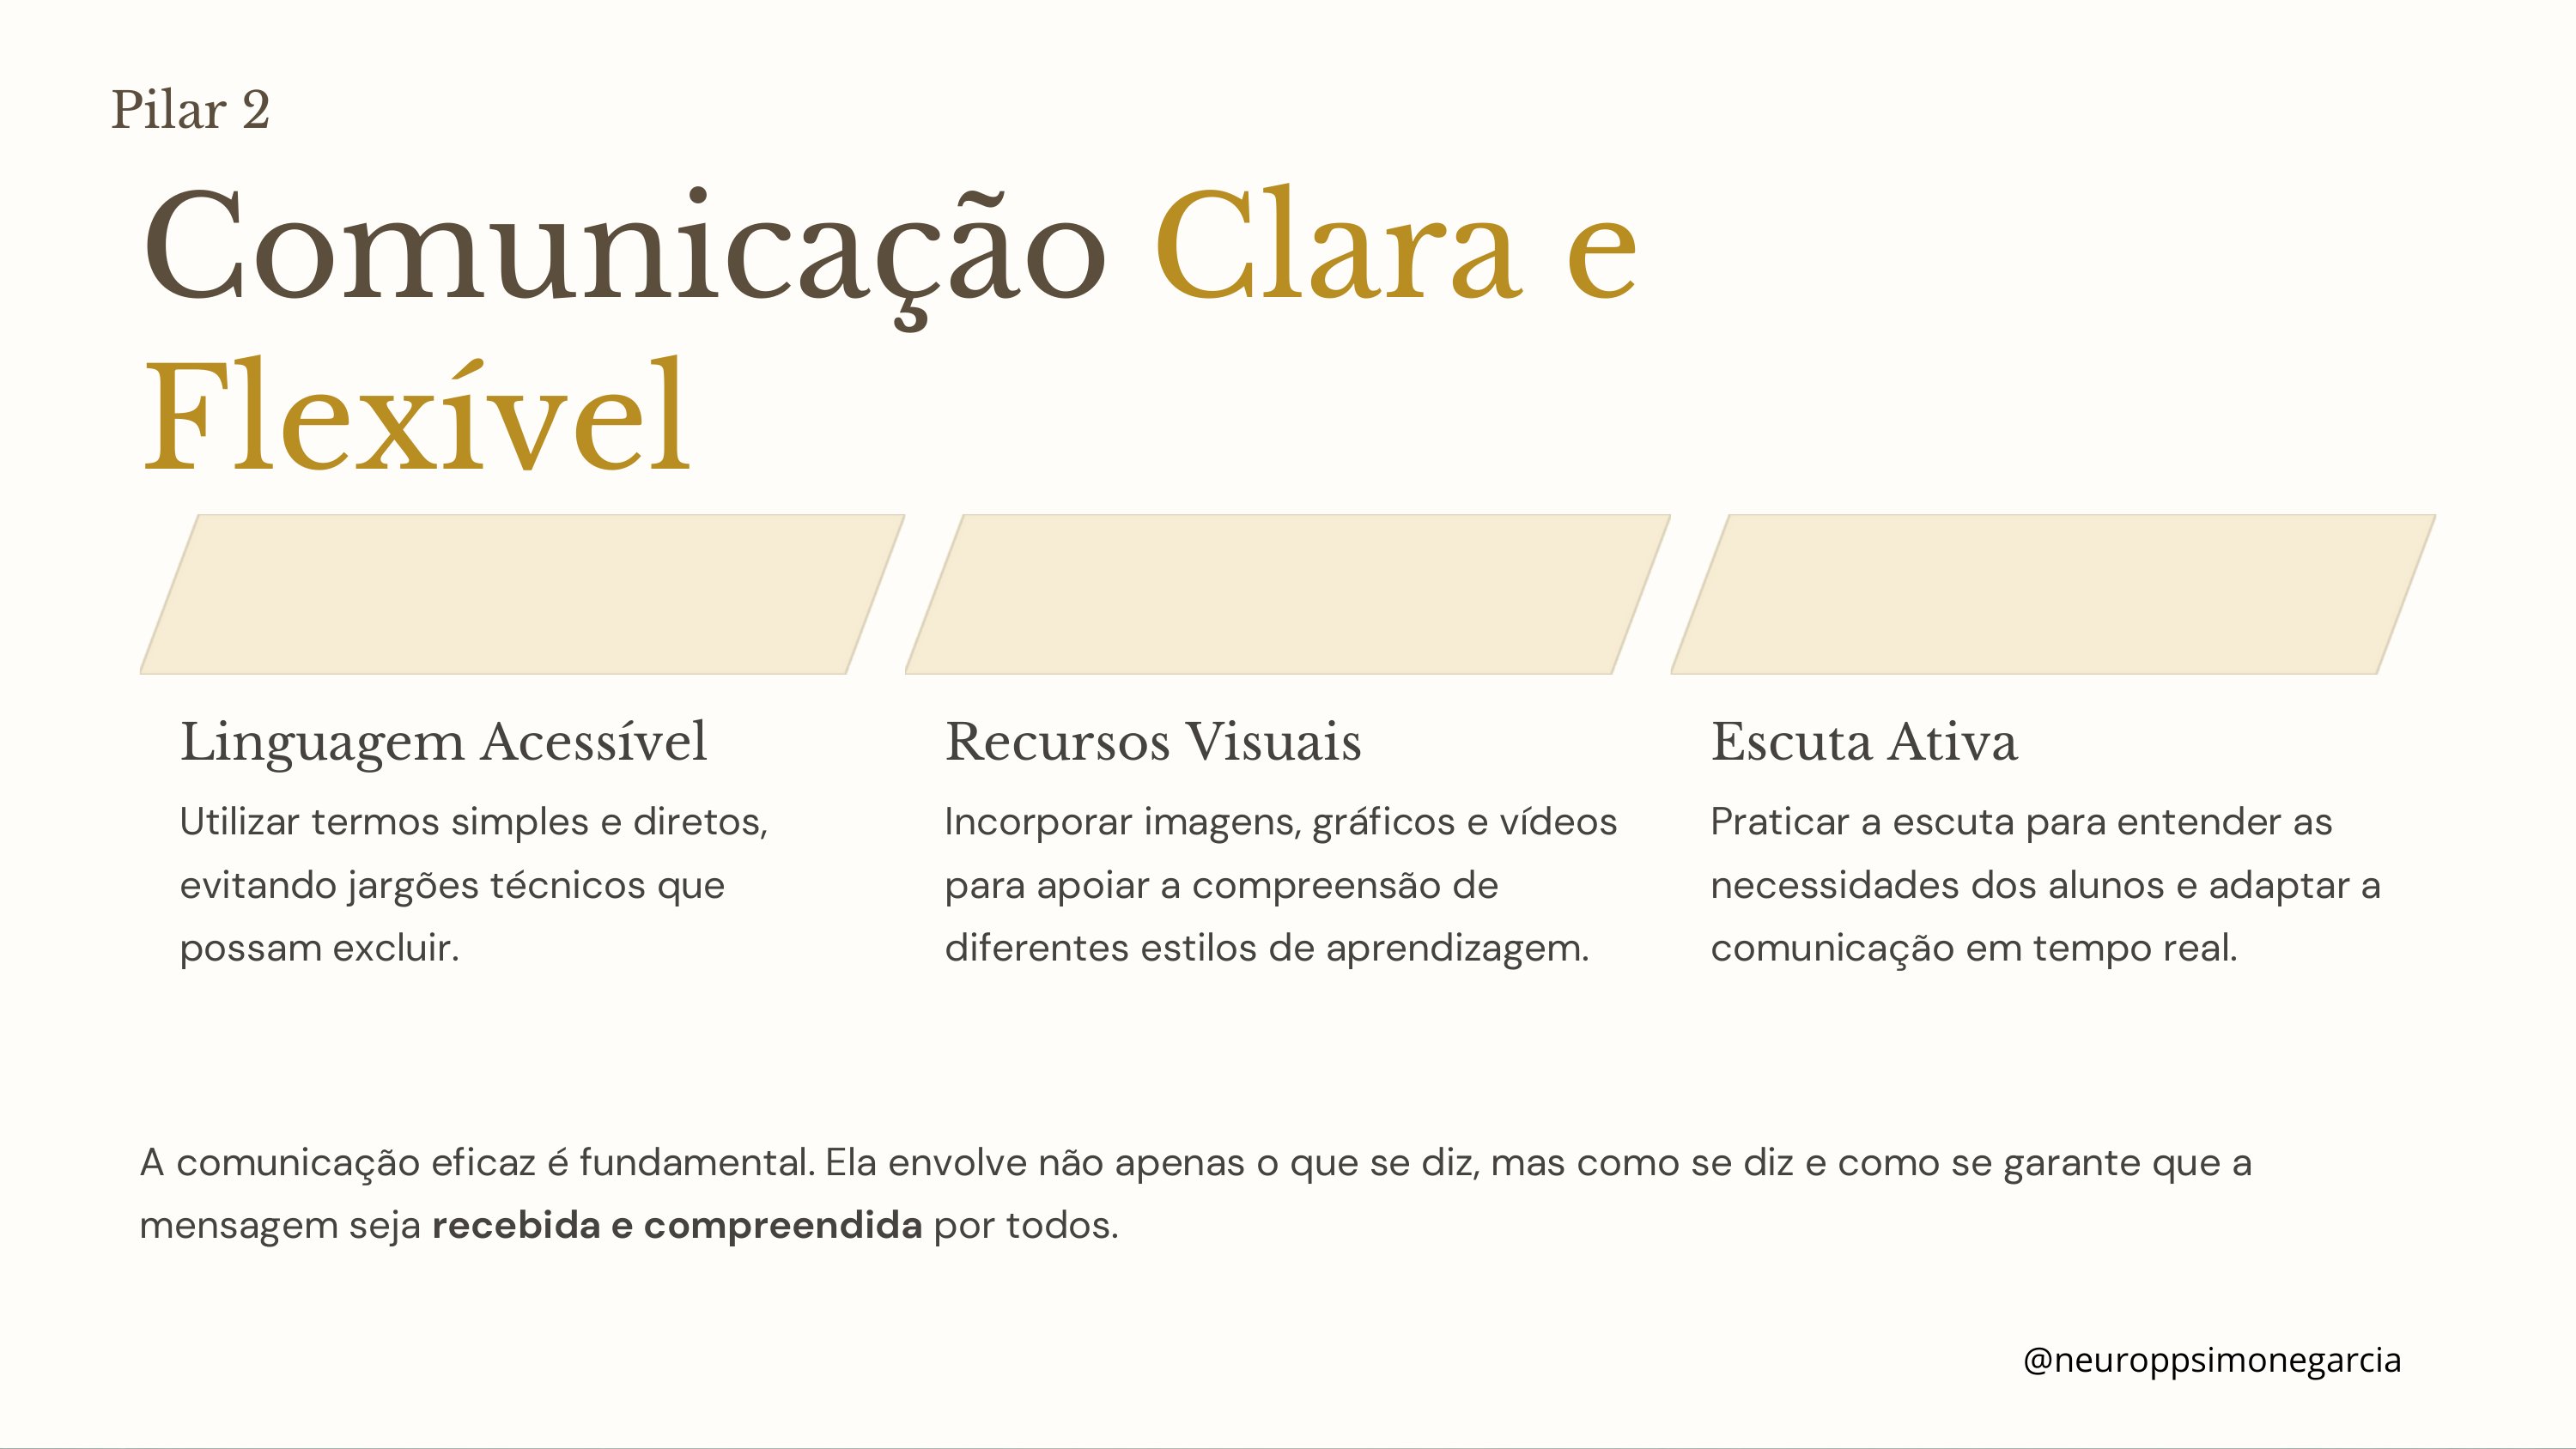 Pilar 2
Comunicação Clara e
Flexível
Linguagem Acessível
Utilizar termos simples e diretos,
evitando jargões técnicos que
possam excluir.
Recursos Visuais
Incorporar imagens, gráficos e vídeos
para apoiar a compreensão de
diferentes estilos de aprendizagem.
Escuta Ativa
Praticar a escuta para entender as
necessidades dos alunos e adaptar a
comunicação em tempo real.
A comunicação eficaz é fundamental. Ela envolve não apenas o que se diz, mas como se diz e como se garante que a
mensagem seja recebida e compreendida por todos.
@neuroppsimonegarcia